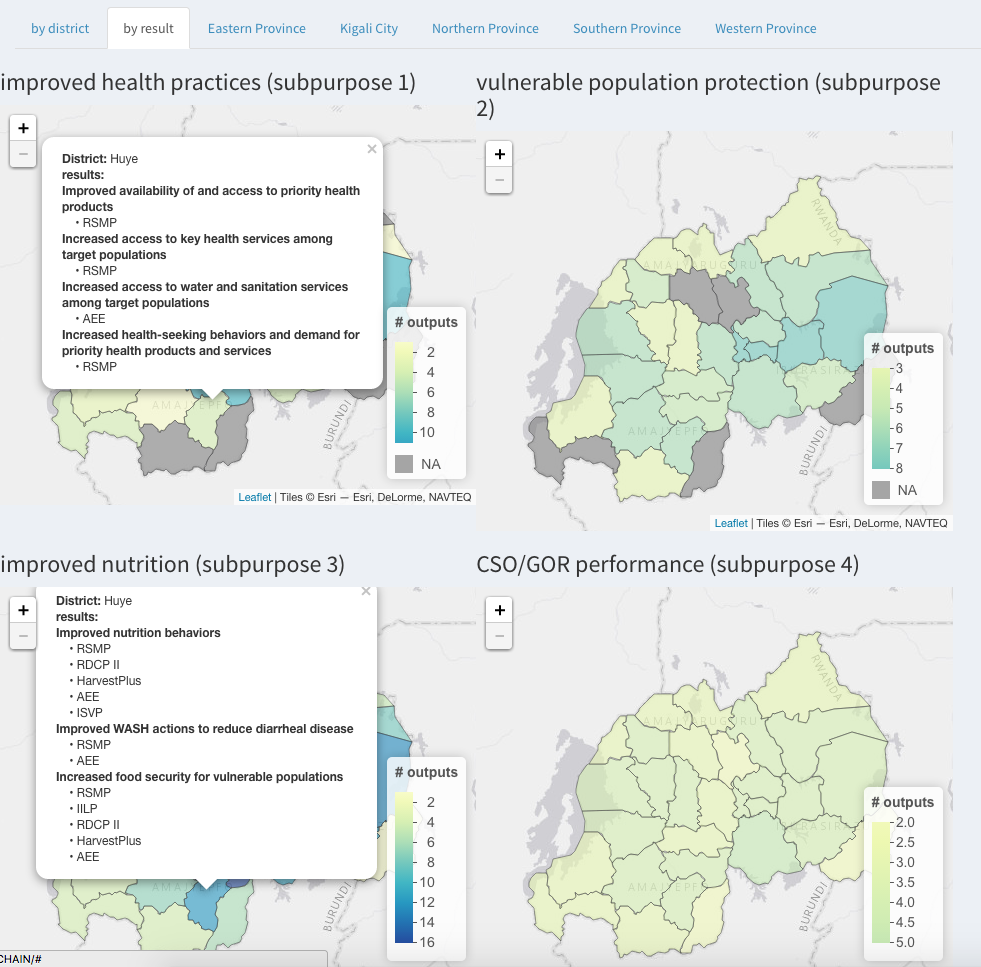 by district by result Eastern Province Kigali City Northern Province Southern Province Western Province
improved health practices (subpurpose 1)
+
−
×
District: Huye
results:
Improved availability of and access to priority health
products
• RSMP
Increased access to key health services among
target populations
• RSMP
Increased access to water and sanitation services
among target populations
• AEE
Increased health-seeking behaviors and demand for
priority health products and services
• RSMP
# outputs
2
4
6
8
10
NA
BURUNDI
Leaflet | Tiles © Esri — Esri, DeLorme, NAVTEQ
vulnerable population protection (subpurpose
2)
+
−
RWANDA
# outputs
3
4
5
6
7
8
NA
BURUNDI
Leaflet | Tiles © Esri — Esri, DeLorme, NAVTEQ
improved nutrition (subpurpose 3)
+
−
×
District: Huye
results:
Improved nutrition behaviors
• RSMP
• RDCP II
• HarvestPlus
• AEE
• ISVP
Improved WASH actions to reduce diarrheal disease
• RSMP
• AEE
Increased food security for vulnerable populations
• RSMP
• IILP
• RDCP II
• HarvestPlus
• AEE
# outputs
2
4
6
8
10
12
14
16
BURUNDI
CHAIN/#
CSO/GOR performance (subpurpose 4)
+
−
RWANDA
# outputs
2.0
2.5
3.0
3.5
4.0
4.5
5.0
BURUNDI